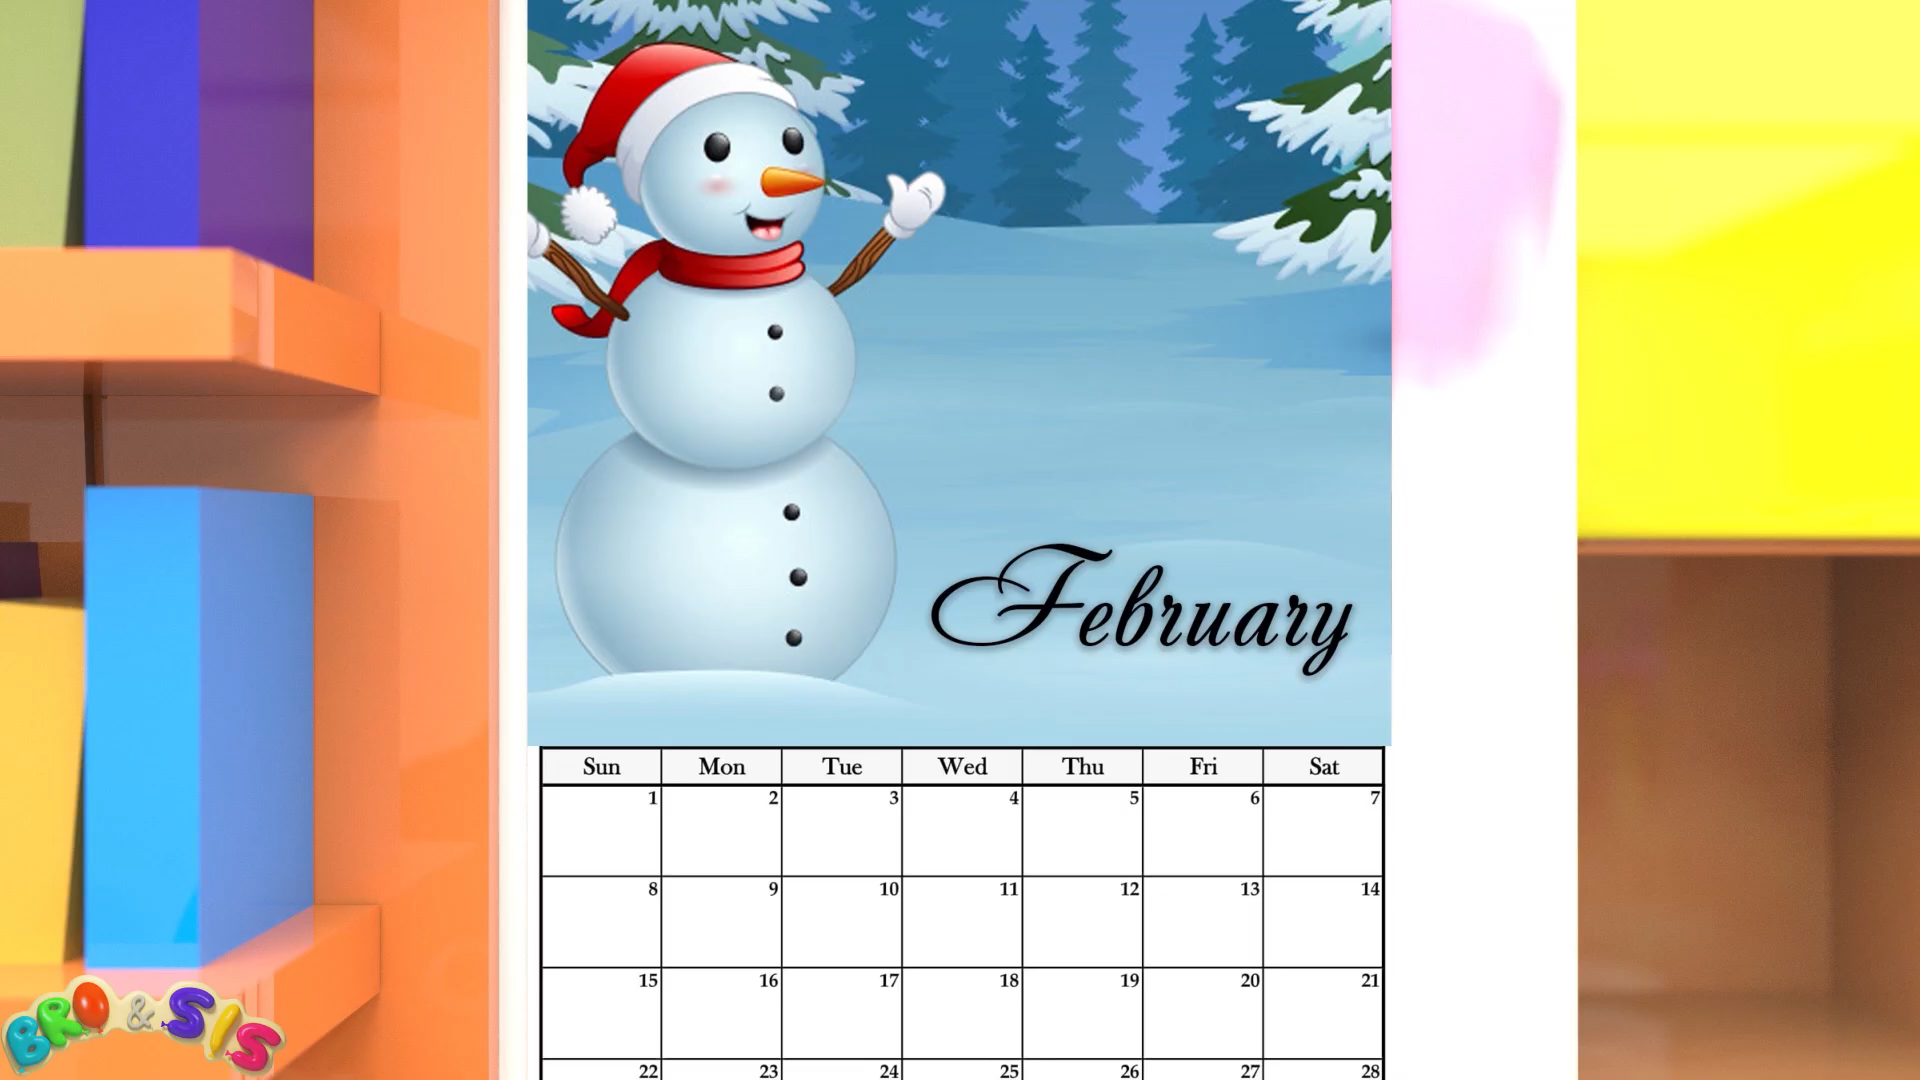 February
Sun Mon Tue Wed Thu Fri Sat
1 2 3 4 5 6 7
8 9 10 11 12 13 14
15 16 17 18 19 20 21
22 23 24 25 26 27 28
BRO & SIS